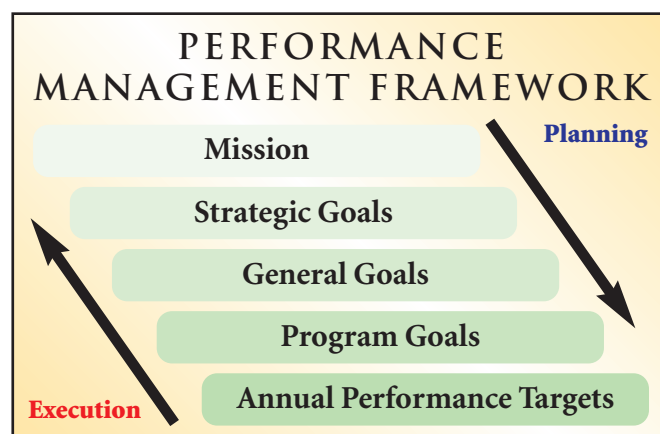 PERFORMANCE
MANAGEMENT FRAMEWORK
Planning
Mission
Strategic Goals
General Goals
Program Goals
Annual Performance Targets
Execution